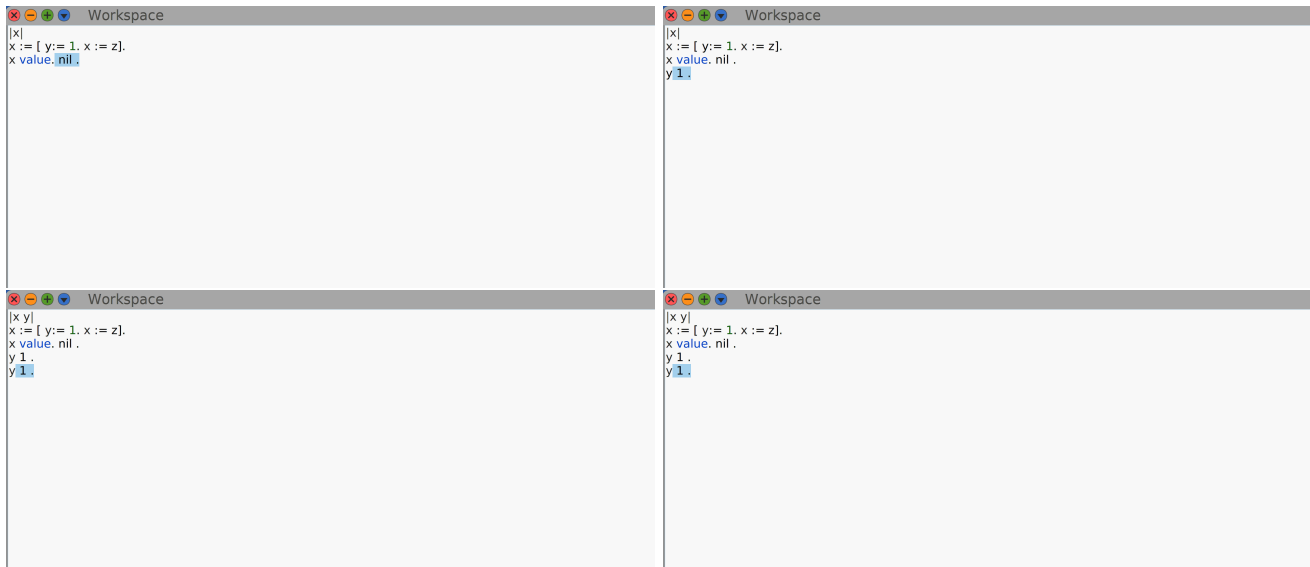 Workspace
|x|
x := [ y:= 1. x := z].
x value. nil .
Workspace
|x|
x := [ y:= 1. x := z].
x value. nil .
y 1 .
Workspace
|x y|
x := [ y:= 1. x := z].
x value. nil .
y 1 .
y 1 .
Workspace
|x y|
x := [ y:= 1. x := z].
x value. nil .
y 1 .
y 1 .